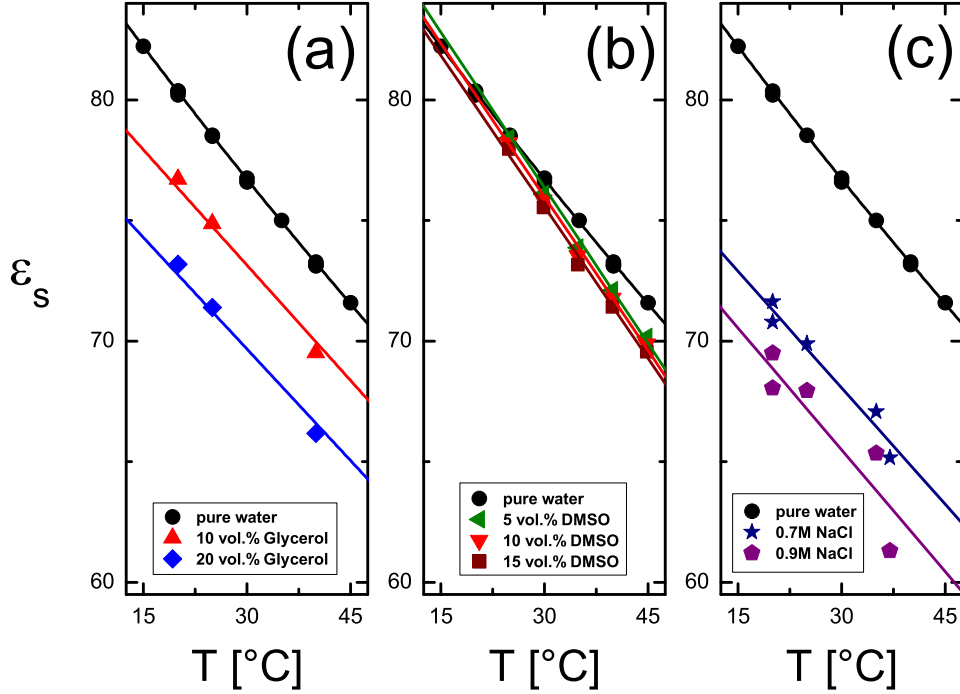 (a)
(b)
(c)
εs
80
70
60
pure water
10 vol.% Glycerol
20 vol.% Glycerol
pure water
5 vol.% DMSO
10 vol.% DMSO
15 vol.% DMSO
pure water
0.7M NaCl
0.9M NaCl
15 30 45
15 30 45
15 30 45
T [°C]
T [°C]
T [°C]